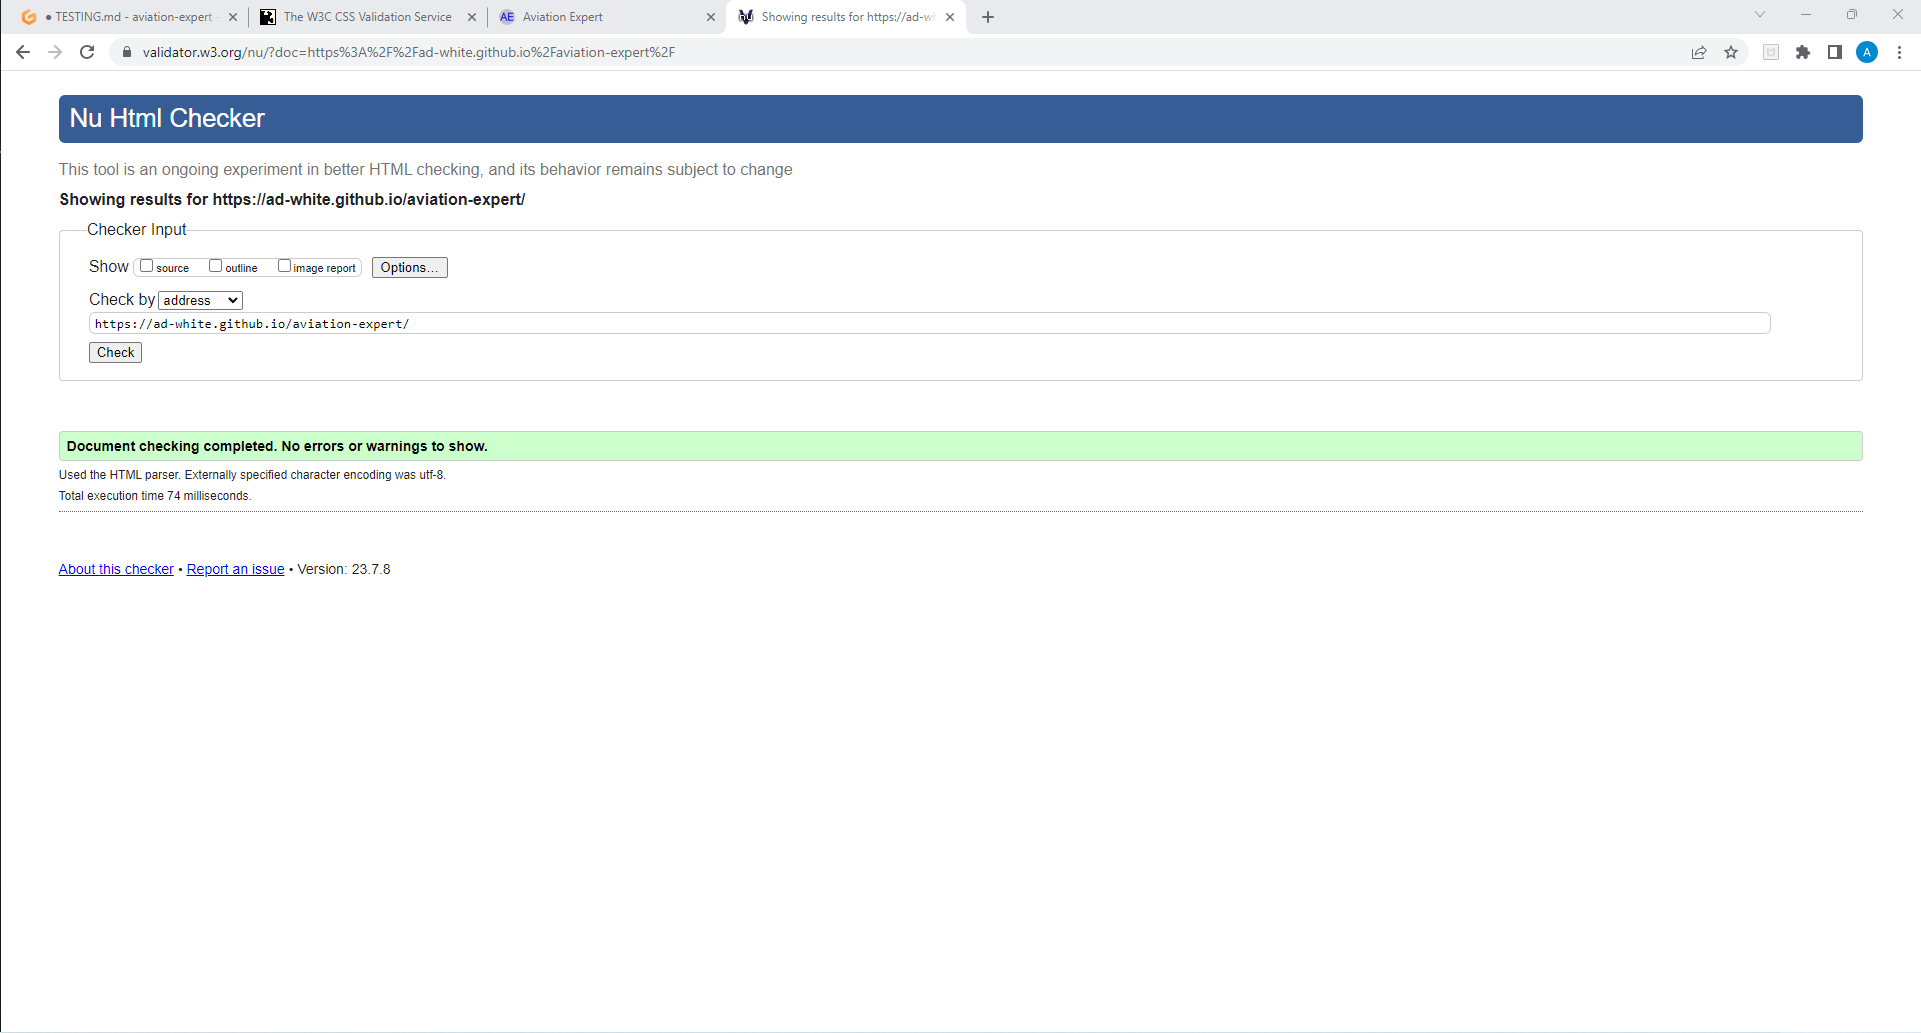 ● TESTING.md - aviation-expert -
The W3C CSS Validation Service
AE Aviation Expert
Showing results for https://ad-w
validator.w3.org/nu/?doc=https%3A%2F%2Fad-white.github.io%2Faviation-expert%2F
A
Nu Html Checker
This tool is an ongoing experiment in better HTML checking, and its behavior remains subject to change
Showing results for https://ad-white.github.io/aviation-expert/
Checker Input
Show source outline image report Options...
Check by address
https://ad-white.github.io/aviation-expert/
Check
Document checking completed. No errors or warnings to show.
Used the HTML parser. Externally specified character encoding was utf-8.
Total execution time 74 milliseconds.
About this checker • Report an issue • Version: 23.7.8